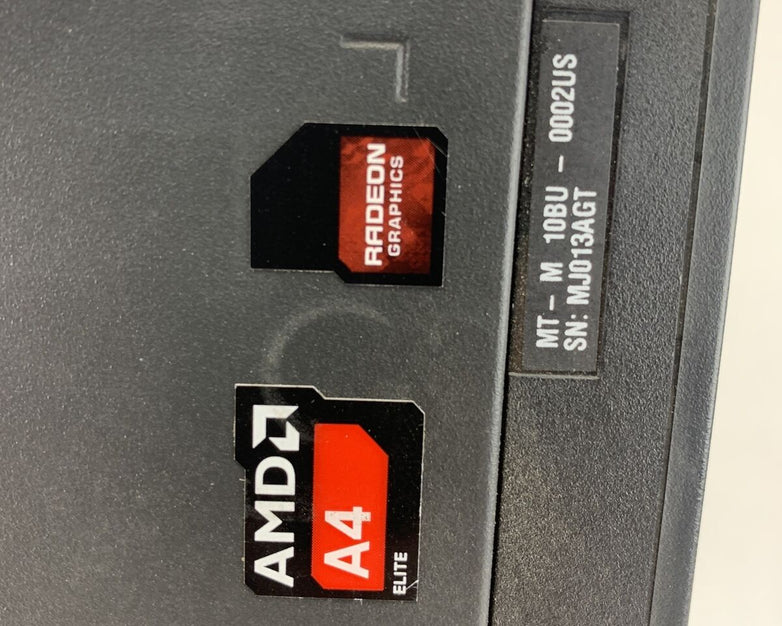 AMD
A4
ELITE
RADEON
GRAPHICS
MT - M 10BU - 0002US
SN: MJ013AGT